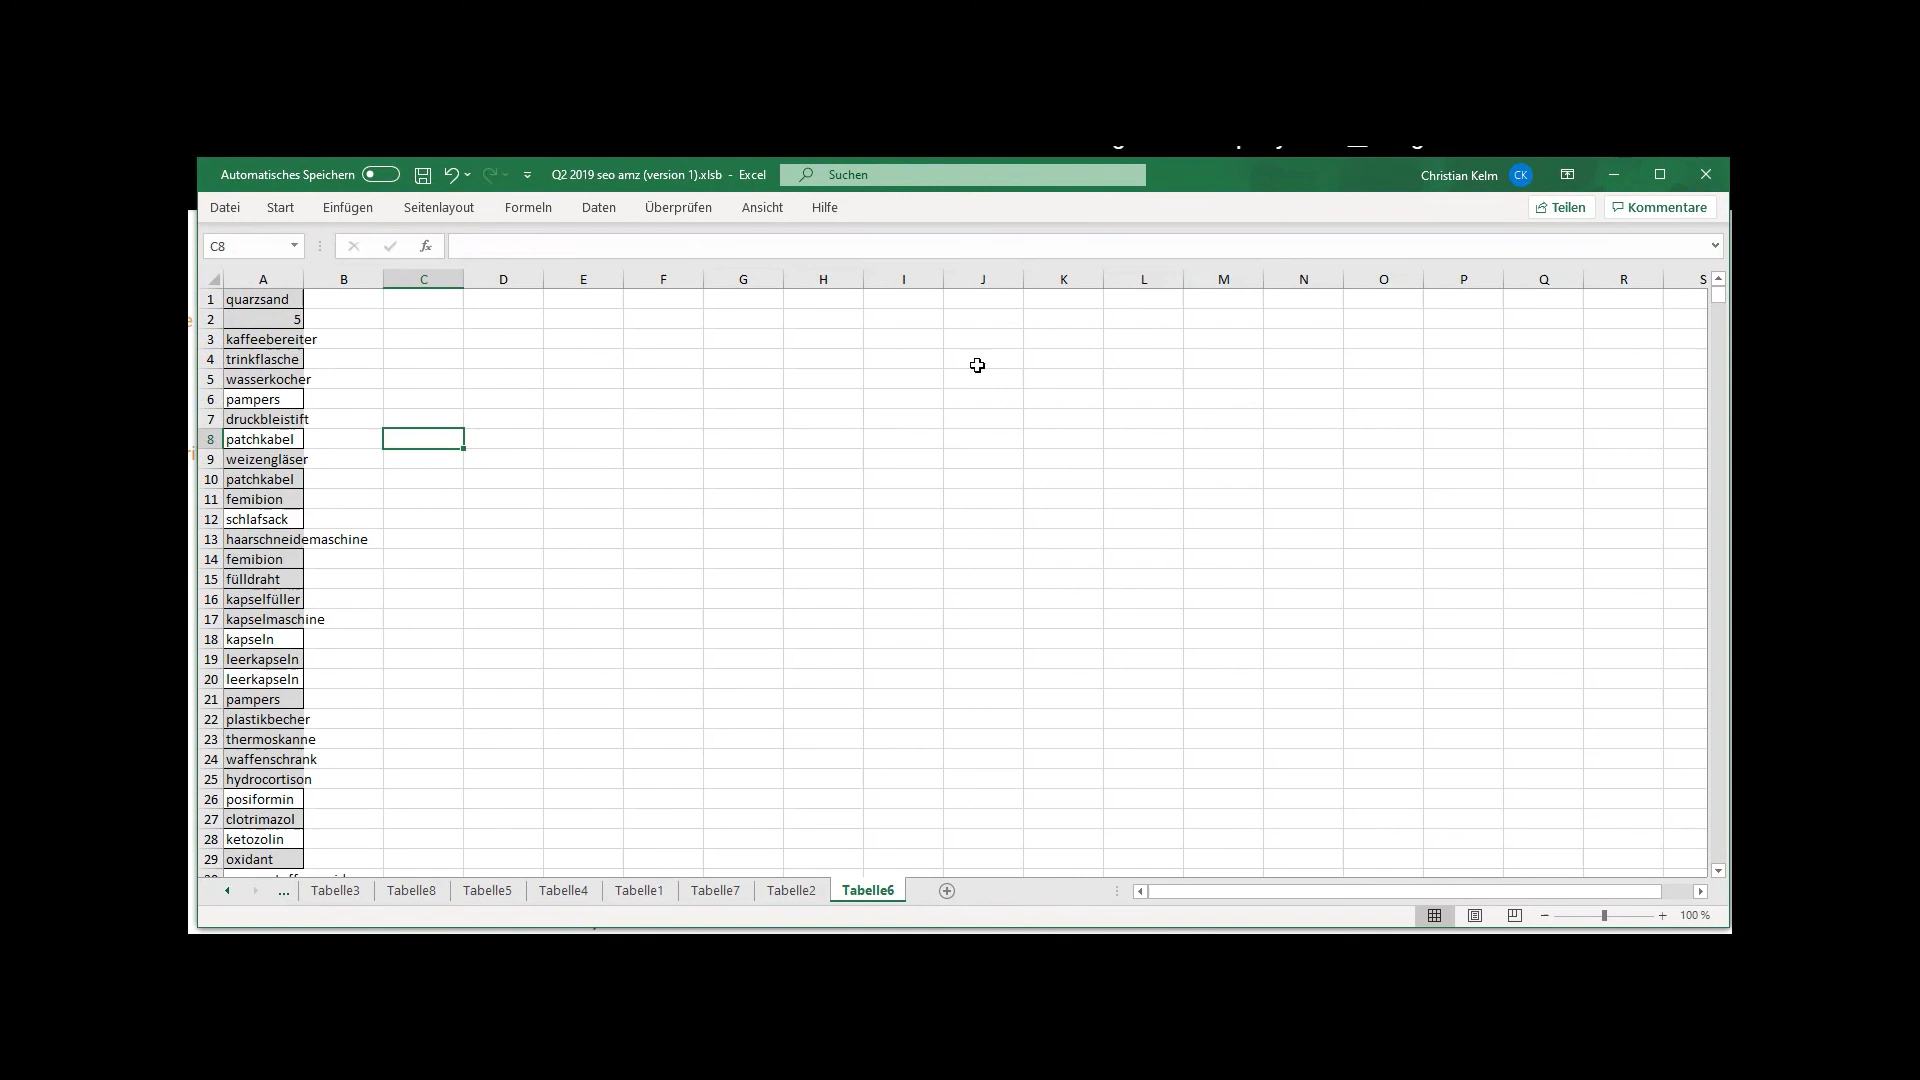 Automatisches Speichern Q2 2019 seo amz (version 1).xlsb - Excel Suchen Christian Kelm CK
Datei Start Einfügen Seitenlayout Formeln Daten Überprüfen Ansicht Hilfe Teilen Kommentare
C8 fx
A B C D E F G H I J K L M N O P Q R S
1 quarzsand
2 5
3 kaffeebereiter
4 trinkflasche
5 wasserkocher
6 pampers
7 druckbleistift
8 patchkabel
9 weizengläser
10 patchkabel
11 femibion
12 schlafsack
13 haarschneidemaschine
14 femibion
15 fülldraht
16 kapselfüller
17 kapselmaschine
18 kapseln
19 leerkapseln
20 leerkapseln
21 pampers
22 plastikbecher
23 thermoskanne
24 waffenschrank
25 hydrocortison
26 posiformin
27 clotrimazol
28 ketozolin
29 oxidant
... Tabelle3 Tabelle8 Tabelle5 Tabelle4 Tabelle1 Tabelle7 Tabelle2 Tabelle6
100 %